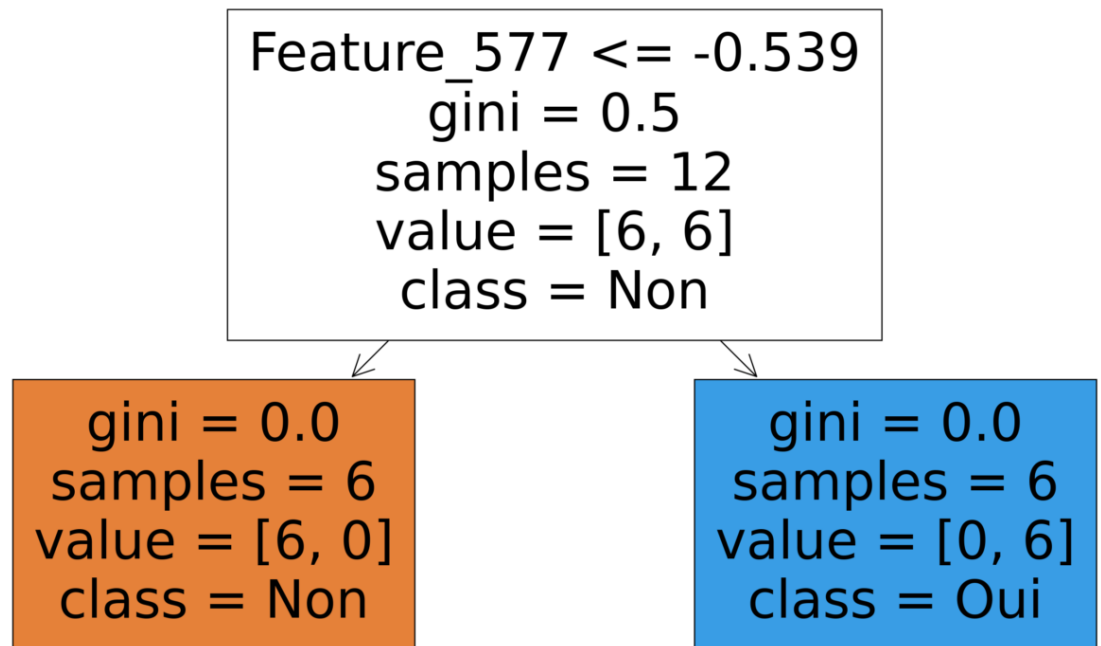 Feature_577 <= -0.539
gini = 0.5
samples = 12
value = [6, 6]
class = Non
gini = 0.0
samples = 6
value = [6, 0]
class = Non
gini = 0.0
samples = 6
value = [0, 6]
class = Oui